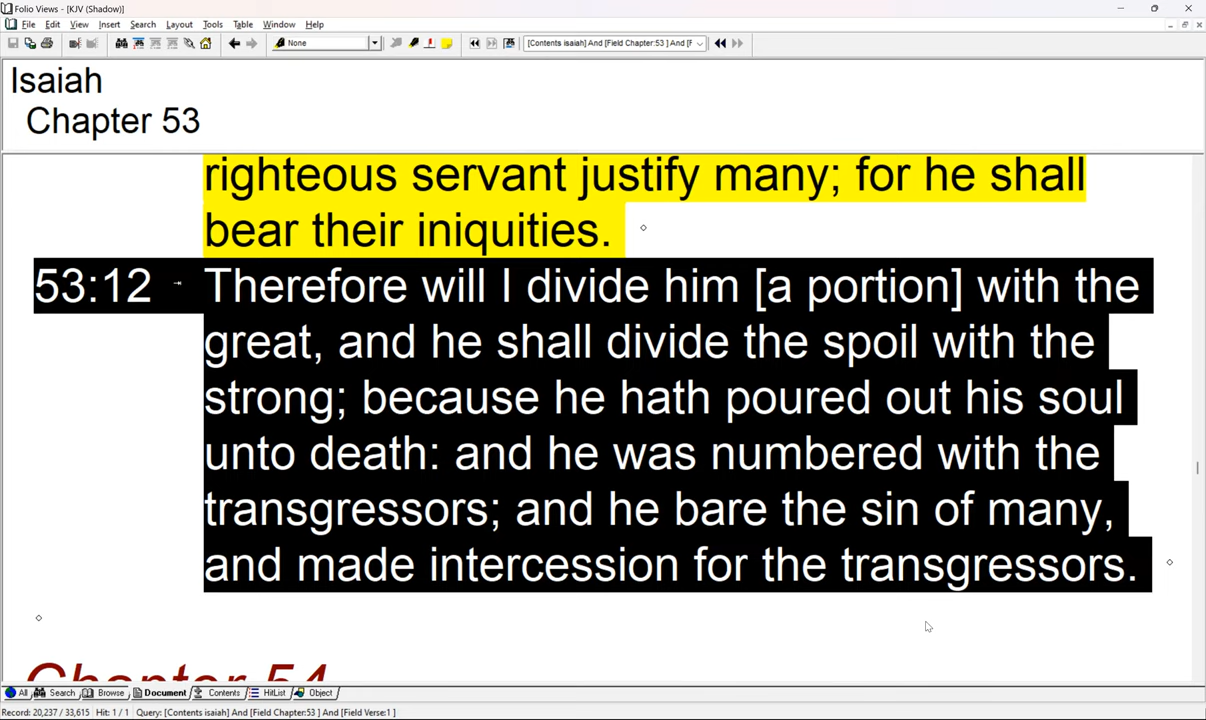 Folio Views - [KJV (Shadow)]
File Edit View Insert Search Layout Tools Table Window Help
None [Contents isaiah] And [Field Chapter:53 ] And [F
Isaiah
Chapter 53
righteous servant justify many; for he shall
bear their iniquities.
53:12 Therefore will I divide him [a portion] with the
great, and he shall divide the spoil with the
strong; because he hath poured out his soul
unto death: and he was numbered with the
transgressors; and he bare the sin of many,
and made intercession for the transgressors.
Chapter 54
All Search Browse Document Contents HitList Object
Record: 20,237 / 33,615 Hit: 1 / 1 Query: [Contents isaiah] And [Field Chapter:53 ] And [Field Verse:1 ]